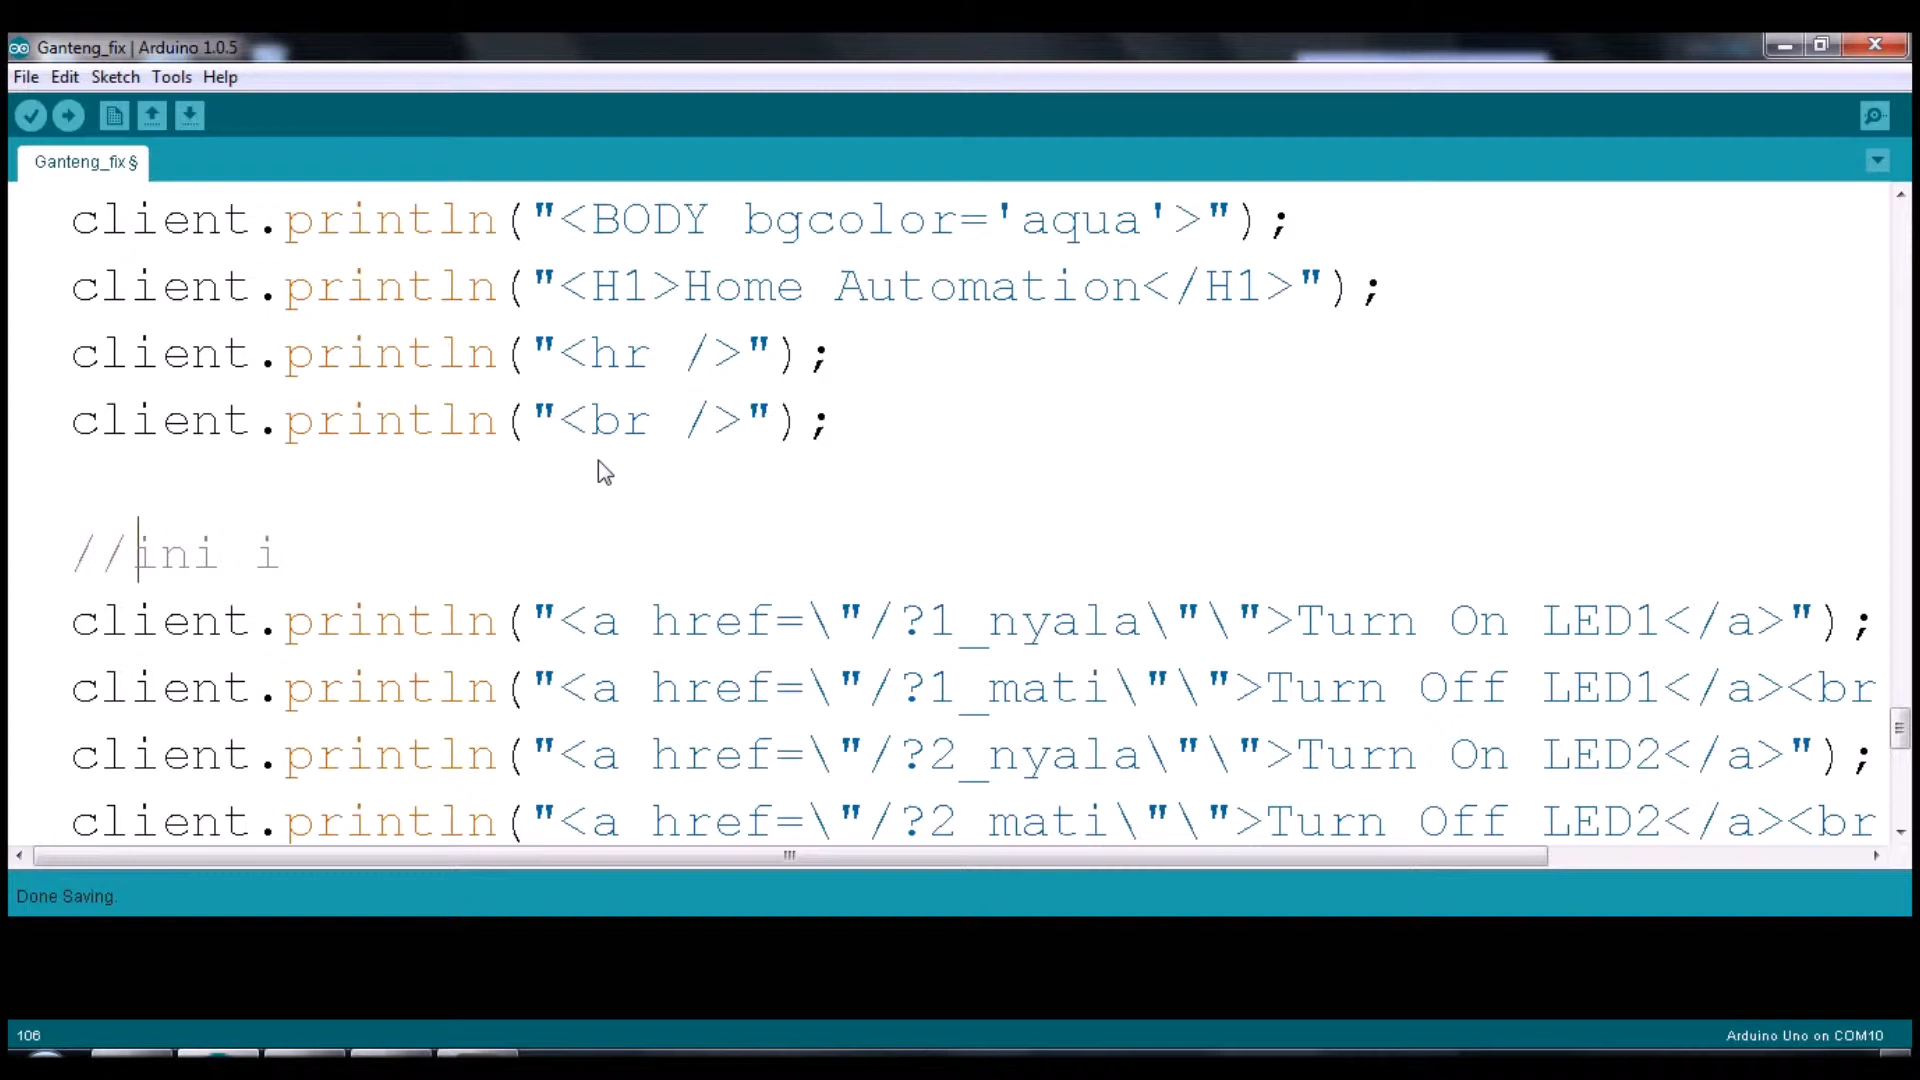 Ganteng_fix | Arduino 1.0.5
File Edit Sketch Tools Help
Ganteng_fix §
client.println("<BODY bgcolor='aqua'>");
client.println("<H1>Home Automation</H1>");
client.println("<hr />");
client.println("<br />");
//ini i
client.println("<a href=\"/?1_nyala\"\">Turn On LED1</a>");
client.println("<a href=\"/?1_mati\"\">Turn Off LED1</a><br
client.println("<a href=\"/?2_nyala\"\">Turn On LED2</a>");
client.println("<a href=\"/?2 mati\"\">Turn Off LED2</a><br
Done Saving.
106
Arduino Uno on COM10